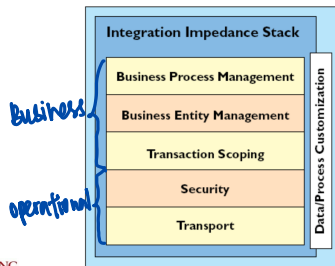 Integration Impedance Stack
Business Process Management
Business Entity Management
Transaction Scoping
Security
Transport
Data/Process Customization
Business
operational